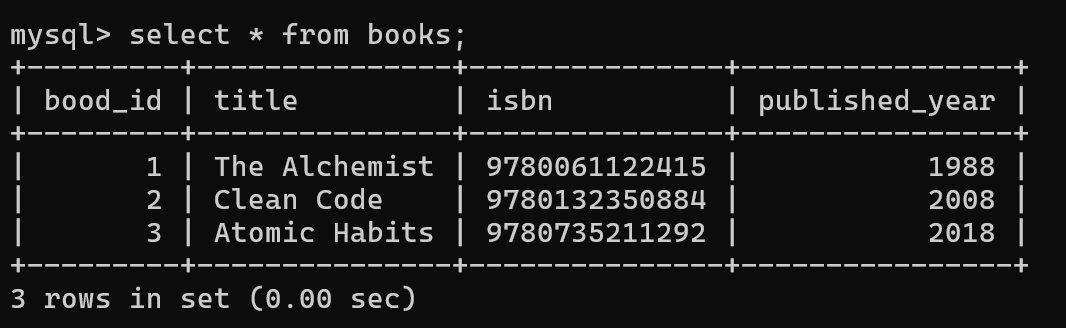 mysql> select * from books;
+---------+---------------+---------------+----------------+
| bood_id | title         | isbn          | published_year |
+---------+---------------+---------------+----------------+
|       1 | The Alchemist | 9780061122415 |           1988 |
|       2 | Clean Code    | 9780132350884 |           2008 |
|       3 | Atomic Habits | 9780735211292 |           2018 |
+---------+---------------+---------------+----------------+
3 rows in set (0.00 sec)